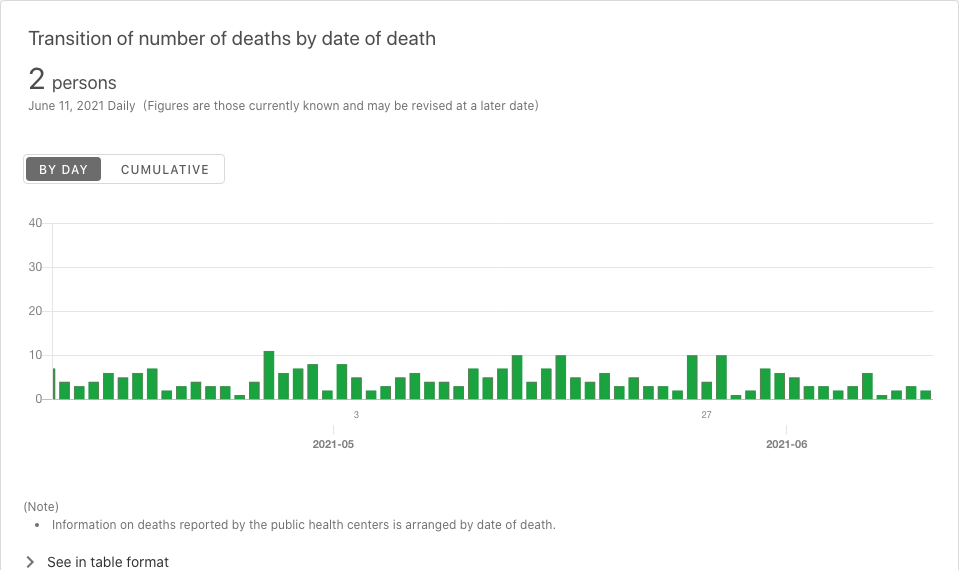 Transition of number of deaths by date of death
2 persons
June 11, 2021 Daily (Figures are those currently known and may be revised at a later date)
BY DAY CUMULATIVE
40
30
20
10
0
3 27
2021-05 2021-06
(Note)
• Information on deaths reported by the public health centers is arranged by date of death.
See in table format